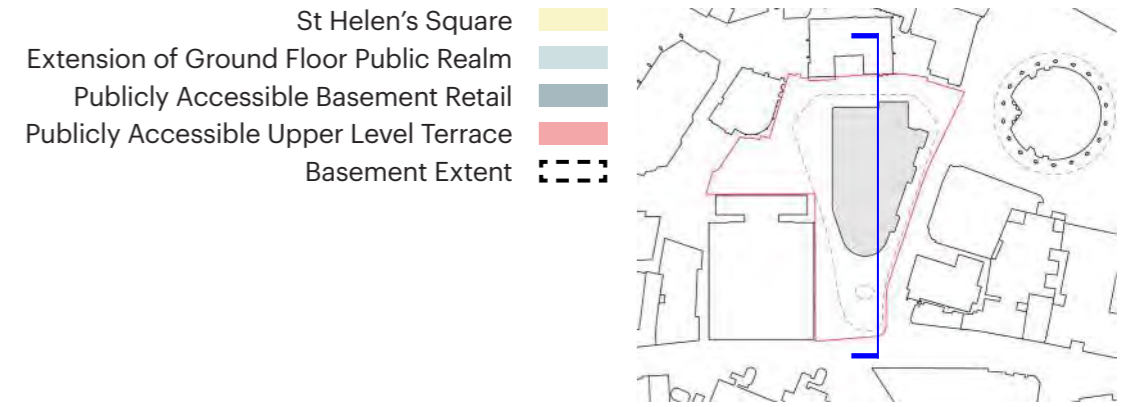 St Helen’s Square
Extension of Ground Floor Public Realm
Publicly Accessible Basement Retail
Publicly Accessible Upper Level Terrace
Basement Extent